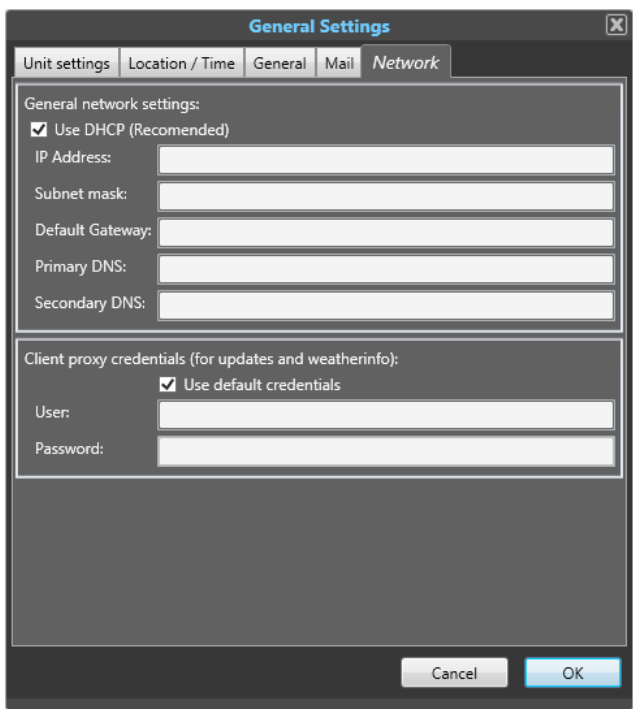 General Settings
Unit settings Location / Time General Mail Network
General network settings:
Use DHCP (Recomended)
IP Address:
Subnet mask:
Default Gateway:
Primary DNS:
Secondary DNS:
Client proxy credentials (for updates and weatherinfo):
Use default credentials
User:
Password:
Cancel OK